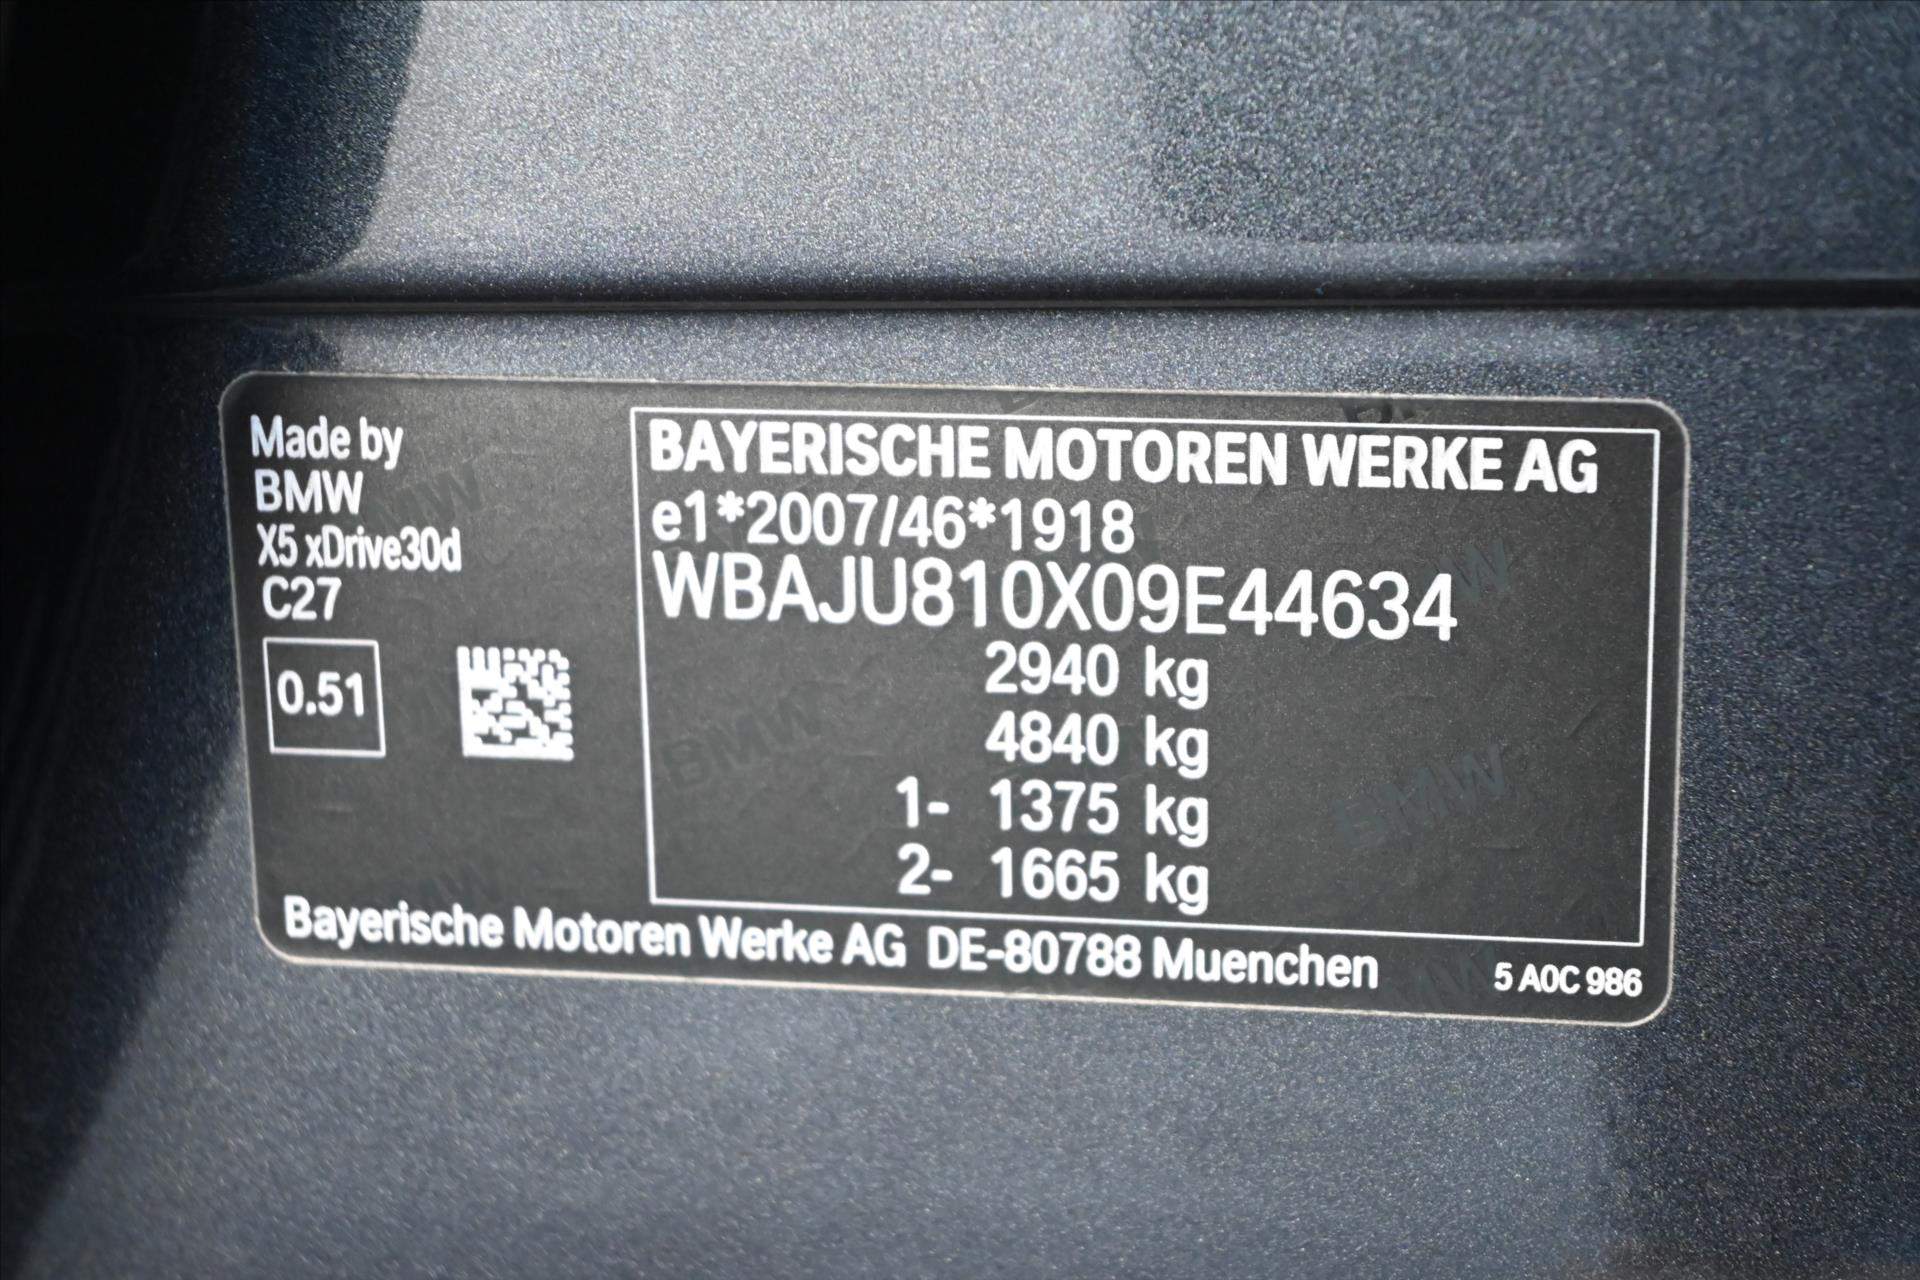 Made by
BMW
X5 xDrive30d
C27
0.51
BAYERISCHE MOTOREN WERKE AG
e1*2007/46*1918
WBAJU810X09E44634
2940 kg
4840 kg
1- 1375 kg
2- 1665 kg
Bayerische Motoren Werke AG DE-80788 Muenchen
5 A0C 986